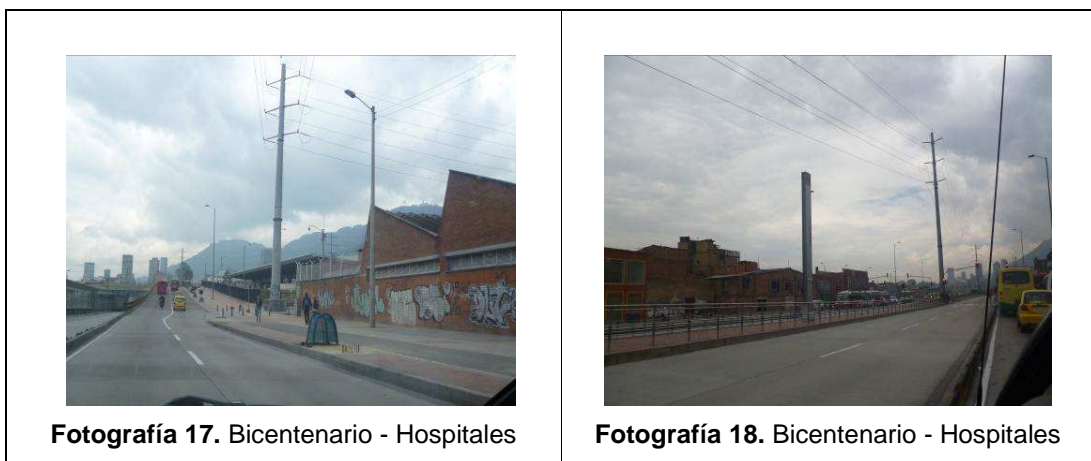 Fotografía 17. Bicentenario - Hospitales
Fotografía 18. Bicentenario - Hospitales